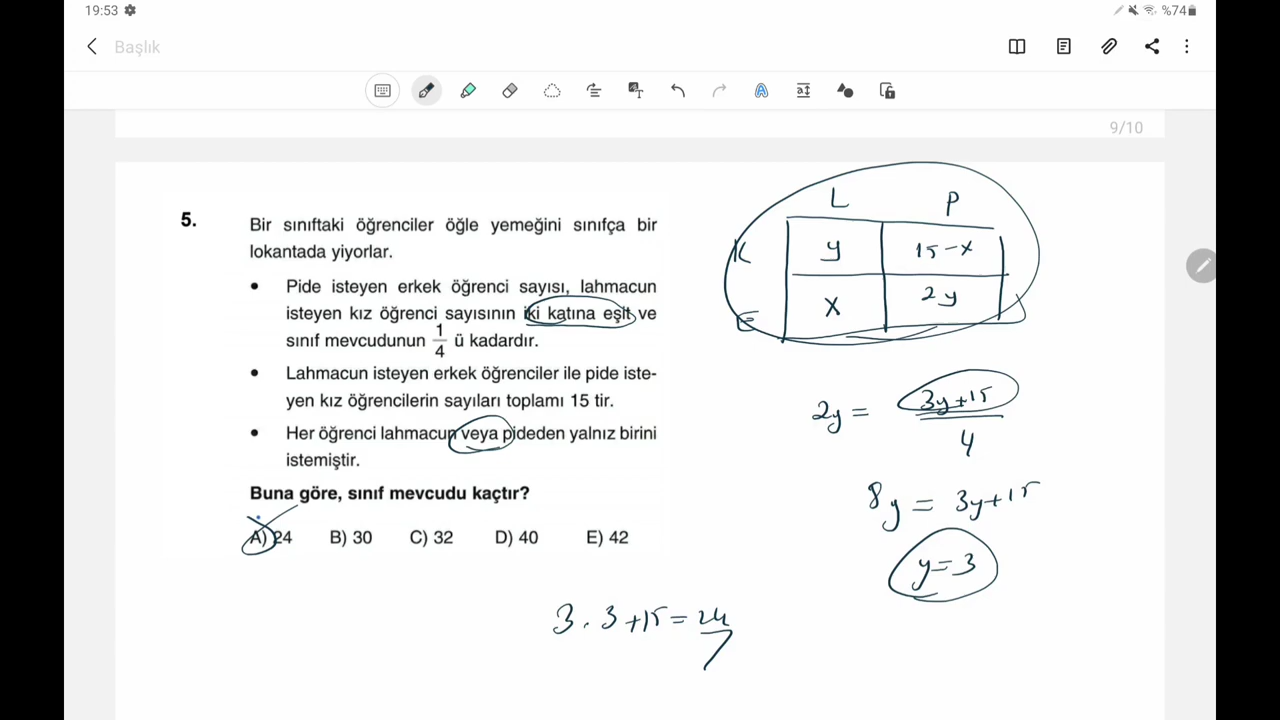 19:53
%74
Başlık
9/10
5.
Bir sınıftaki öğrenciler öğle yemeğini sınıfça bir
lokantada yiyorlar.
• Pide isteyen erkek öğrenci sayısı, lahmacun
isteyen kız öğrenci sayısının iki katına eşit ve
sınıf mevcudunun 1/4 ü kadardır.
• Lahmacun isteyen erkek öğrenciler ile pide iste-
yen kız öğrencilerin sayıları toplamı 15 tir.
• Her öğrenci lahmacun veya pideden yalnız birini
istemiştir.
Buna göre, sınıf mevcudu kaçtır?
A) 24 B) 30 C) 32 D) 40 E) 42
L P
K y 15-x
E x 2y
2y = 3y+15/4
8y = 3y+15
y=3
3.3+15=24